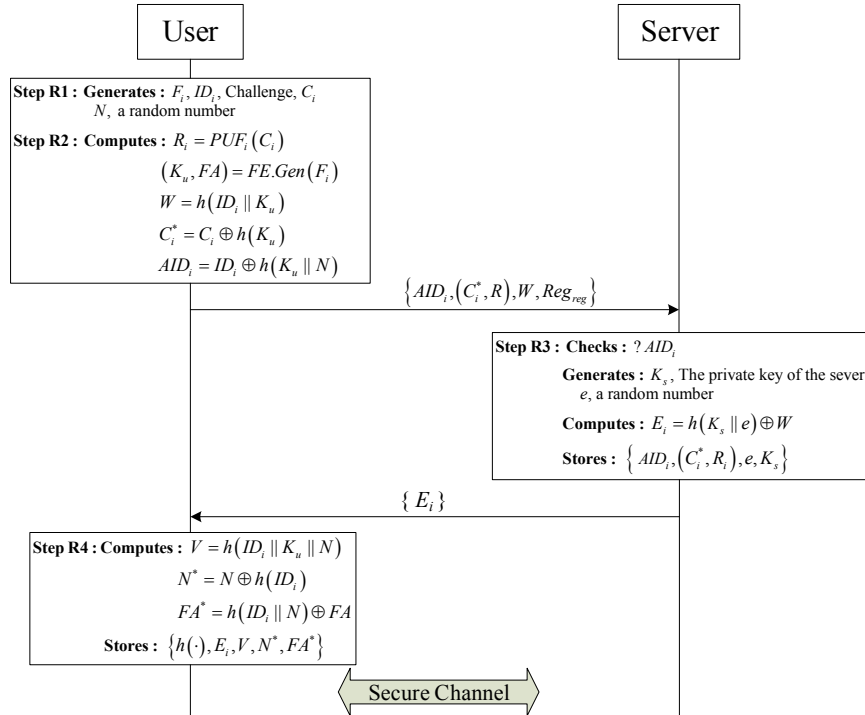 User
Server
Step R1 : Generates : F_i, ID_i, Challenge, C_i
N, a random number
Step R2 : Computes : R_i = PUF_i(C_i)
(K_u, FA) = FE.Gen(F_i)
W = h(ID_i || K_u)
C_i^* = C_i ⊕ h(K_u)
AID_i = ID_i ⊕ h(K_u || N)
{AID_i, (C_i^*, R), W, Reg_reg}
Step R3 : Checks : ? AID_i
Generates : K_s, The private key of the sever
e, a random number
Computes : E_i = h(K_s || e) ⊕ W
Stores : { AID_i, (C_i^*, R_i), e, K_s}
{ E_i }
Step R4 : Computes : V = h(ID_i || K_u || N)
N^* = N ⊕ h(ID_i)
FA^* = h(ID_i || N) ⊕ FA
Stores : {h(·), E_i, V, N^*, FA^*}
Secure Channel